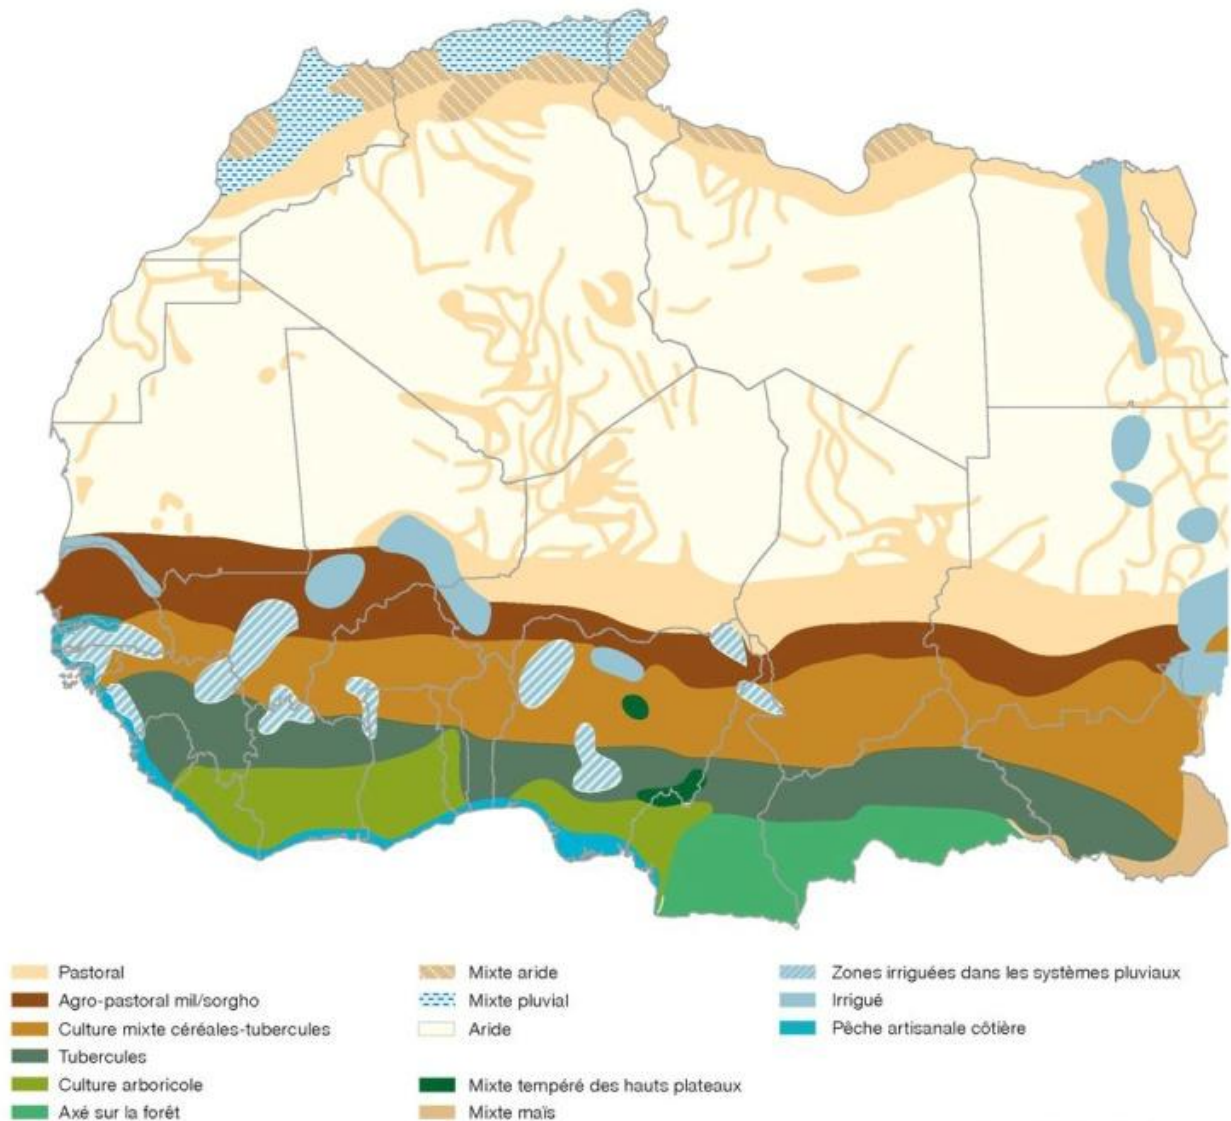 Pastoral
Agro-pastoral mil/sorgho
Culture mixte céréales-tubercules
Tubercules
Culture arboricole
Axé sur la forêt
Mixte aride
Mixte pluvial
Aride
Mixte tempéré des hauts plateaux
Mixte maïs
Zones irriguées dans les systèmes pluviaux
Irrigué
Pêche artisanale côtière